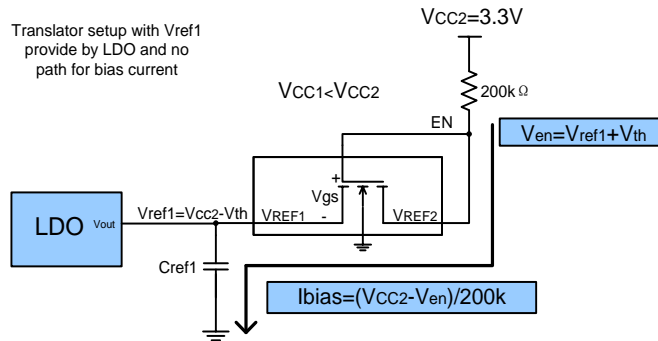 Translator setup with Vref1
provide by LDO and no
path for bias current
VCC2=3.3V
200kΩ
VCC1<VCC2
EN
Ven=Vref1+Vth
+
Vgs
-
LDO
Vout
Vref1=Vcc2-Vth
VREF1
VREF2
Cref1
Ibias=(VCC2-Ven)/200k